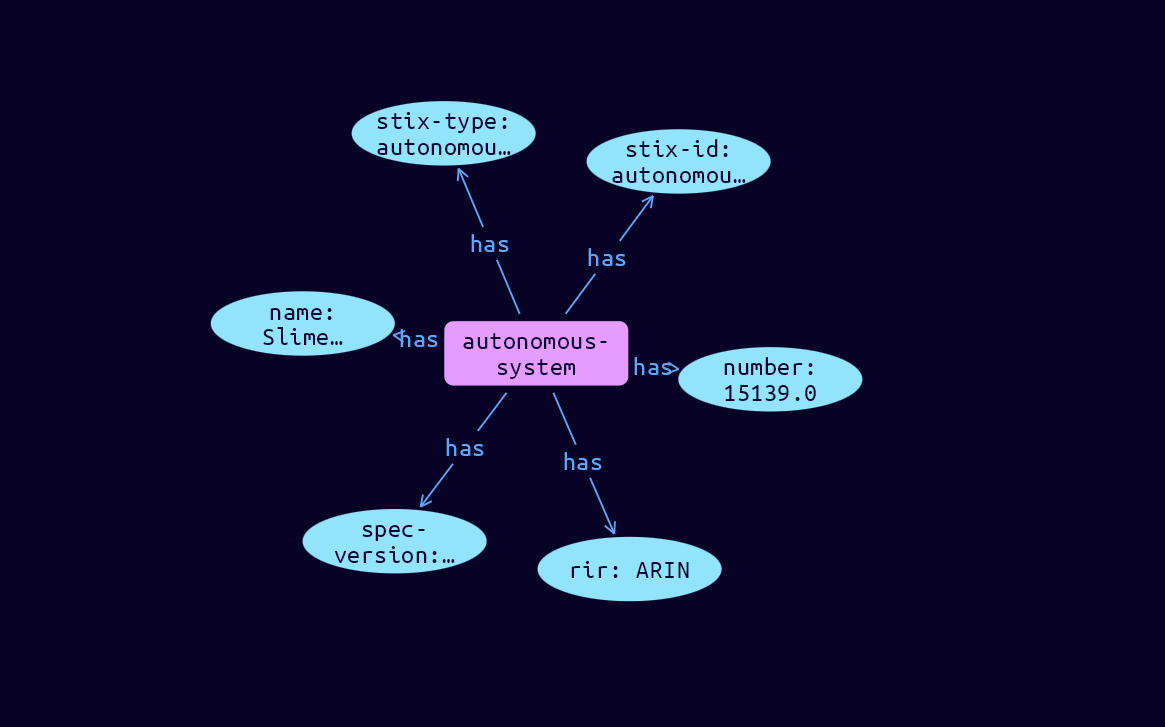 stix-type:
autonomou…
stix-id:
autonomou…
has
has
name:
Slime…
has
autonomous-
system
has
number:
15139.0
has
has
spec-
version:…
rir: ARIN